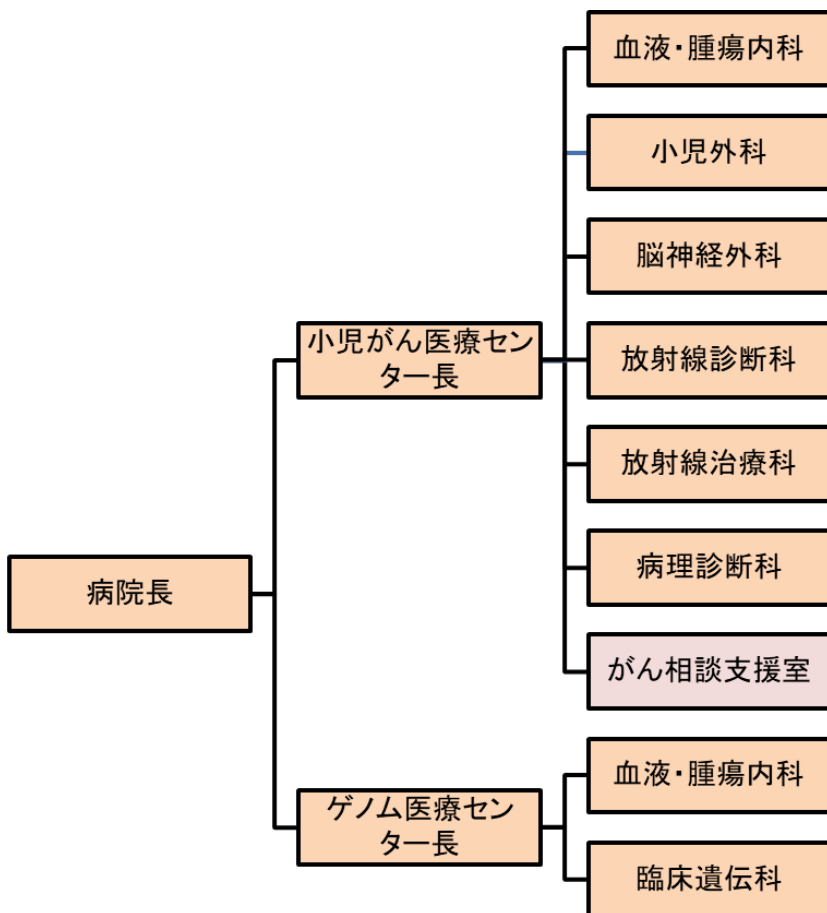 血液・腫瘍内科
小児外科
脳神経外科
小児がん医療セン
ター長
放射線診断科
放射線治療科
病理診断科
病院長
がん相談支援室
血液・腫瘍内科
ゲノム医療セン
ター長
臨床遺伝科